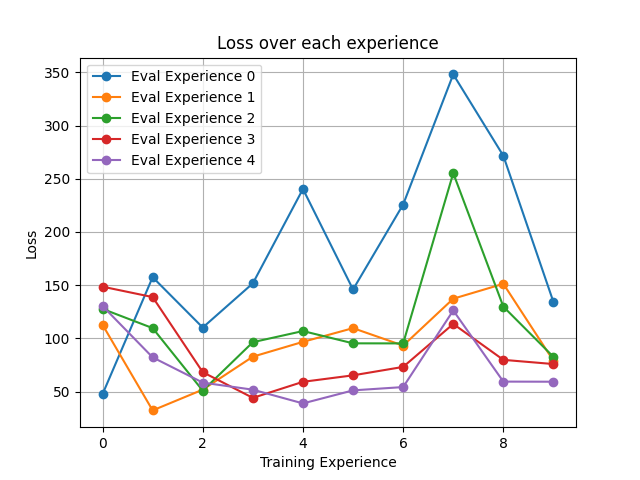 Loss over each experience
Eval Experience 0
Eval Experience 1
Eval Experience 2
Eval Experience 3
Eval Experience 4
350
300
250
200
150
100
50
Loss
0 2 4 6 8
Training Experience